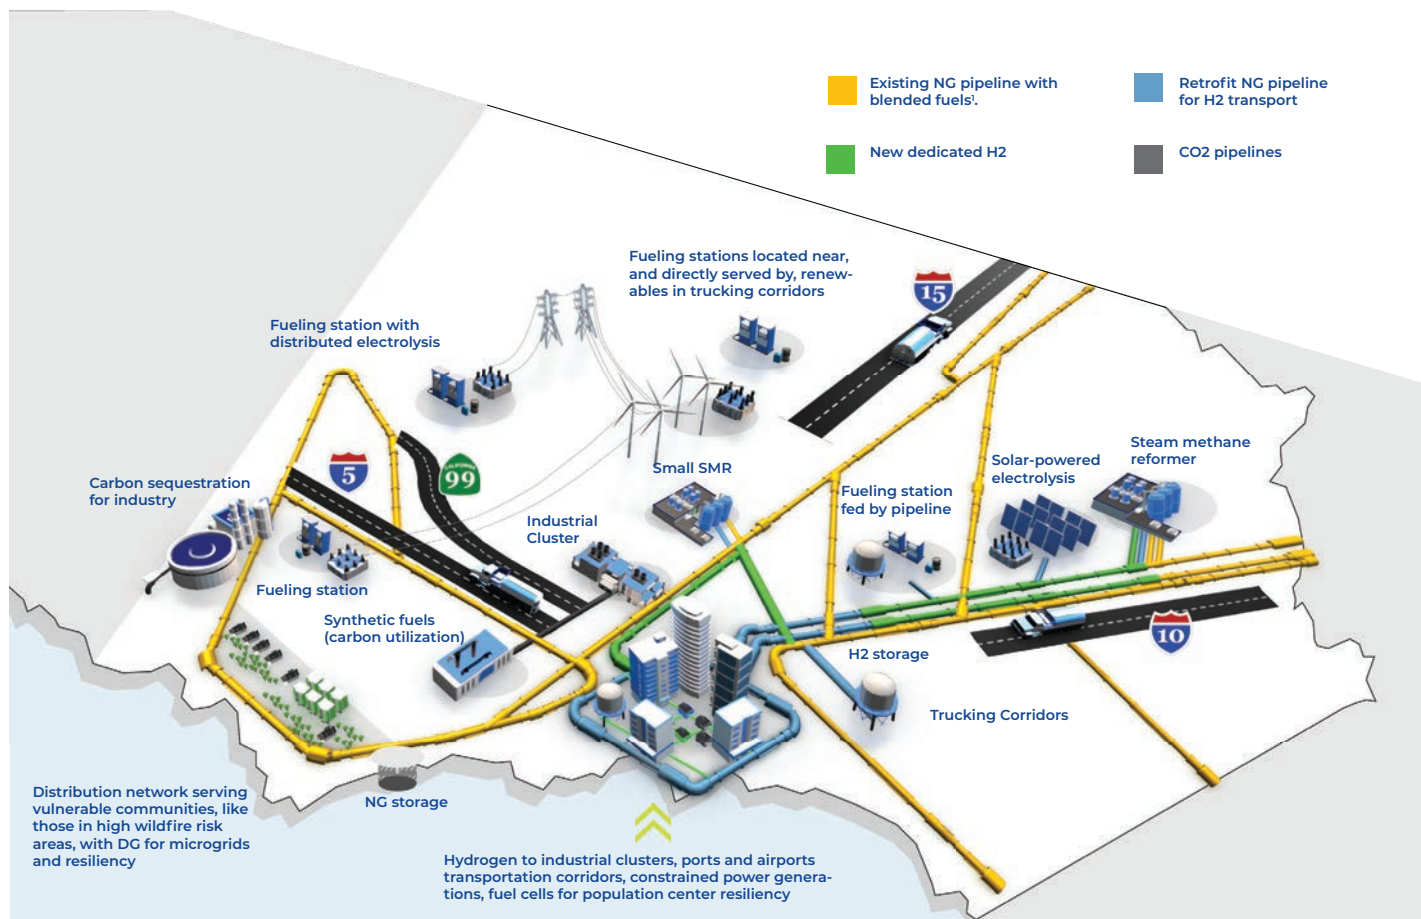 Existing NG pipeline with
blended fuels¹.
Retrofit NG pipeline
for H2 transport
New dedicated H2
CO2 pipelines
Fueling stations located near,
and directly served by, renew-
ables in trucking corridors
15
Fueling station with
distributed electrolysis
5
CALIFORNIA
99
Small SMR
Steam methane
reformer
Solar-powered
electrolysis
Carbon sequestration
for industry
Fueling station
fed by pipeline
Industrial
Cluster
Fueling station
Synthetic fuels
(carbon utilization)
10
H2 storage
Trucking Corridors
NG storage
Distribution network serving
vulnerable communities, like
those in high wildfire risk
areas, with DG for microgrids
and resiliency
Hydrogen to industrial clusters, ports and airports
transportation corridors, constrained power genera-
tions, fuel cells for population center resiliency